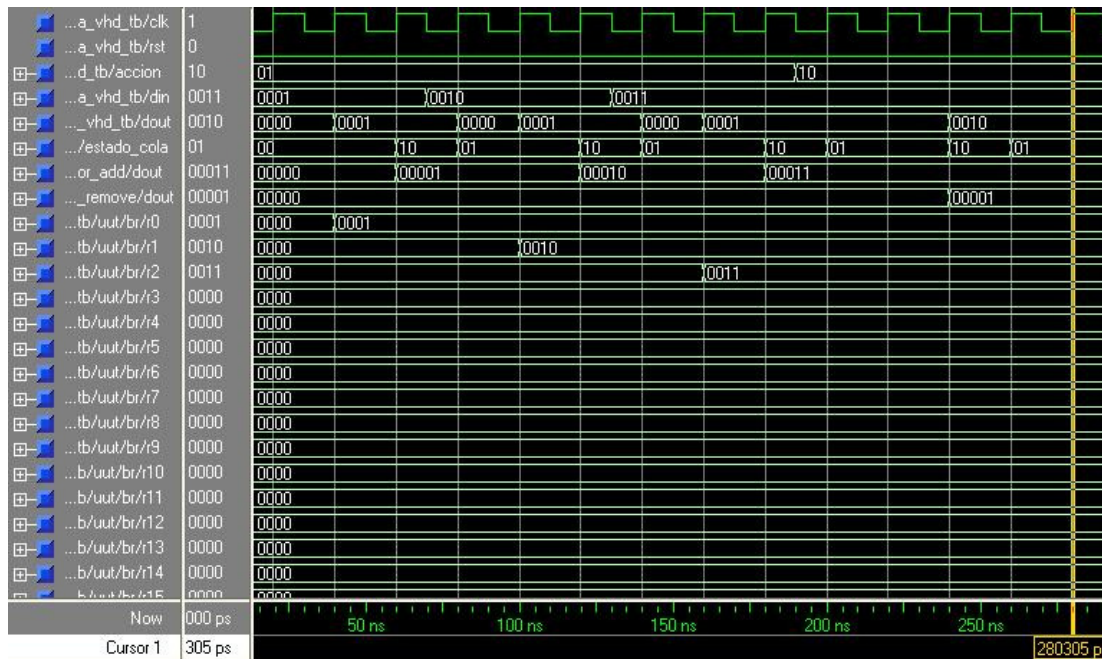 ...a_vhd_tb/clk 1
...a_vhd_tb/rst 0
...d_tb/accion 10 01 10
...a_vhd_tb/din 0011 0001 0010 0011
..._vhd_tb/dout 0010 0000 0001 0000 0001 0000 0001 0010
.../estado_cola 01 00 10 01 10 01 10 01 10 01
...or_add/dout 00011 00000 00001 00010 00011
..._remove/dout 00001 00000 00001
...tb/uut/br/r0 0001 0000 0001
...tb/uut/br/r1 0010 0000 0010
...tb/uut/br/r2 0011 0000 0011
...tb/uut/br/r3 0000 0000
...tb/uut/br/r4 0000 0000
...tb/uut/br/r5 0000 0000
...tb/uut/br/r6 0000 0000
...tb/uut/br/r7 0000 0000
...tb/uut/br/r8 0000 0000
...tb/uut/br/r9 0000 0000
...b/uut/br/r10 0000 0000
...b/uut/br/r11 0000 0000
...b/uut/br/r12 0000 0000
...b/uut/br/r13 0000 0000
...b/uut/br/r14 0000 0000
...b/uut/br/r15 0000 0000
Now 000 ps 50 ns 100 ns 150 ns 200 ns 250 ns
Cursor 1 305 ps 280305 p